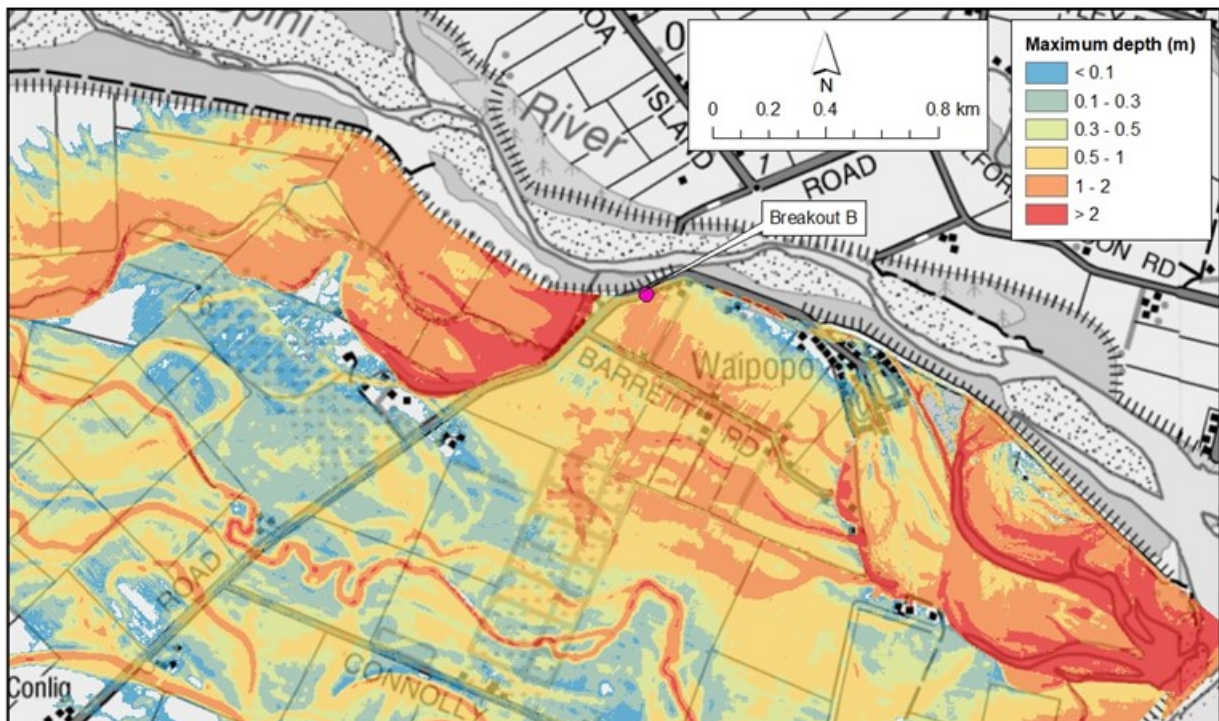 River
OA
ISLAND
0
1
ROAD
N
0 0.2 0.4 0.8 km
Maximum depth (m)
< 0.1
0.1 - 0.3
0.3 - 0.5
0.5 - 1
1 - 2
> 2
Breakout B
ON RD
BARRETT RD
Waipopo
ROAD
CONNOLLY
Conlig